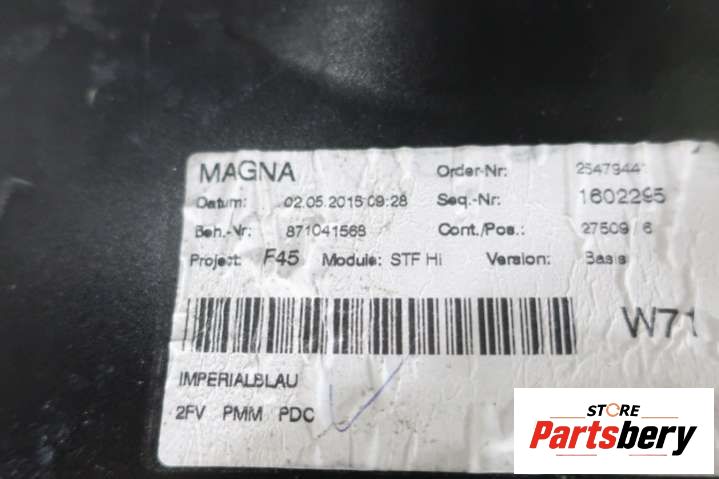 MAGNA Order-Nr: 2547944
Datum: 02.05.2015 09:28 Seq.-Nr: 1602295
Beh.-Nr: 871041568 Cont./Pos.: 27509 / 6
Project: F45 Module: STF Hi Version: Basis
W71
IMPERIALBLAU
2FV PMM PDC
STORE
Partsbery